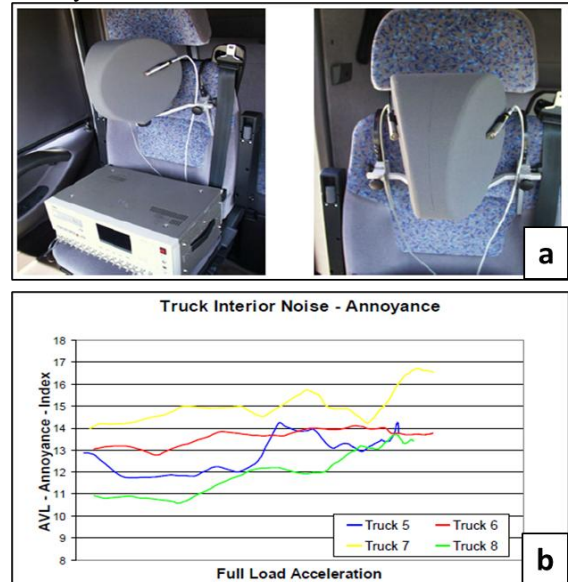 a
Truck Interior Noise - Annoyance
AVL - Annoyance - Index
18
17
16
15
14
13
12
11
10
9
8
Truck 5
Truck 6
Truck 7
Truck 8
Full Load Acceleration
b